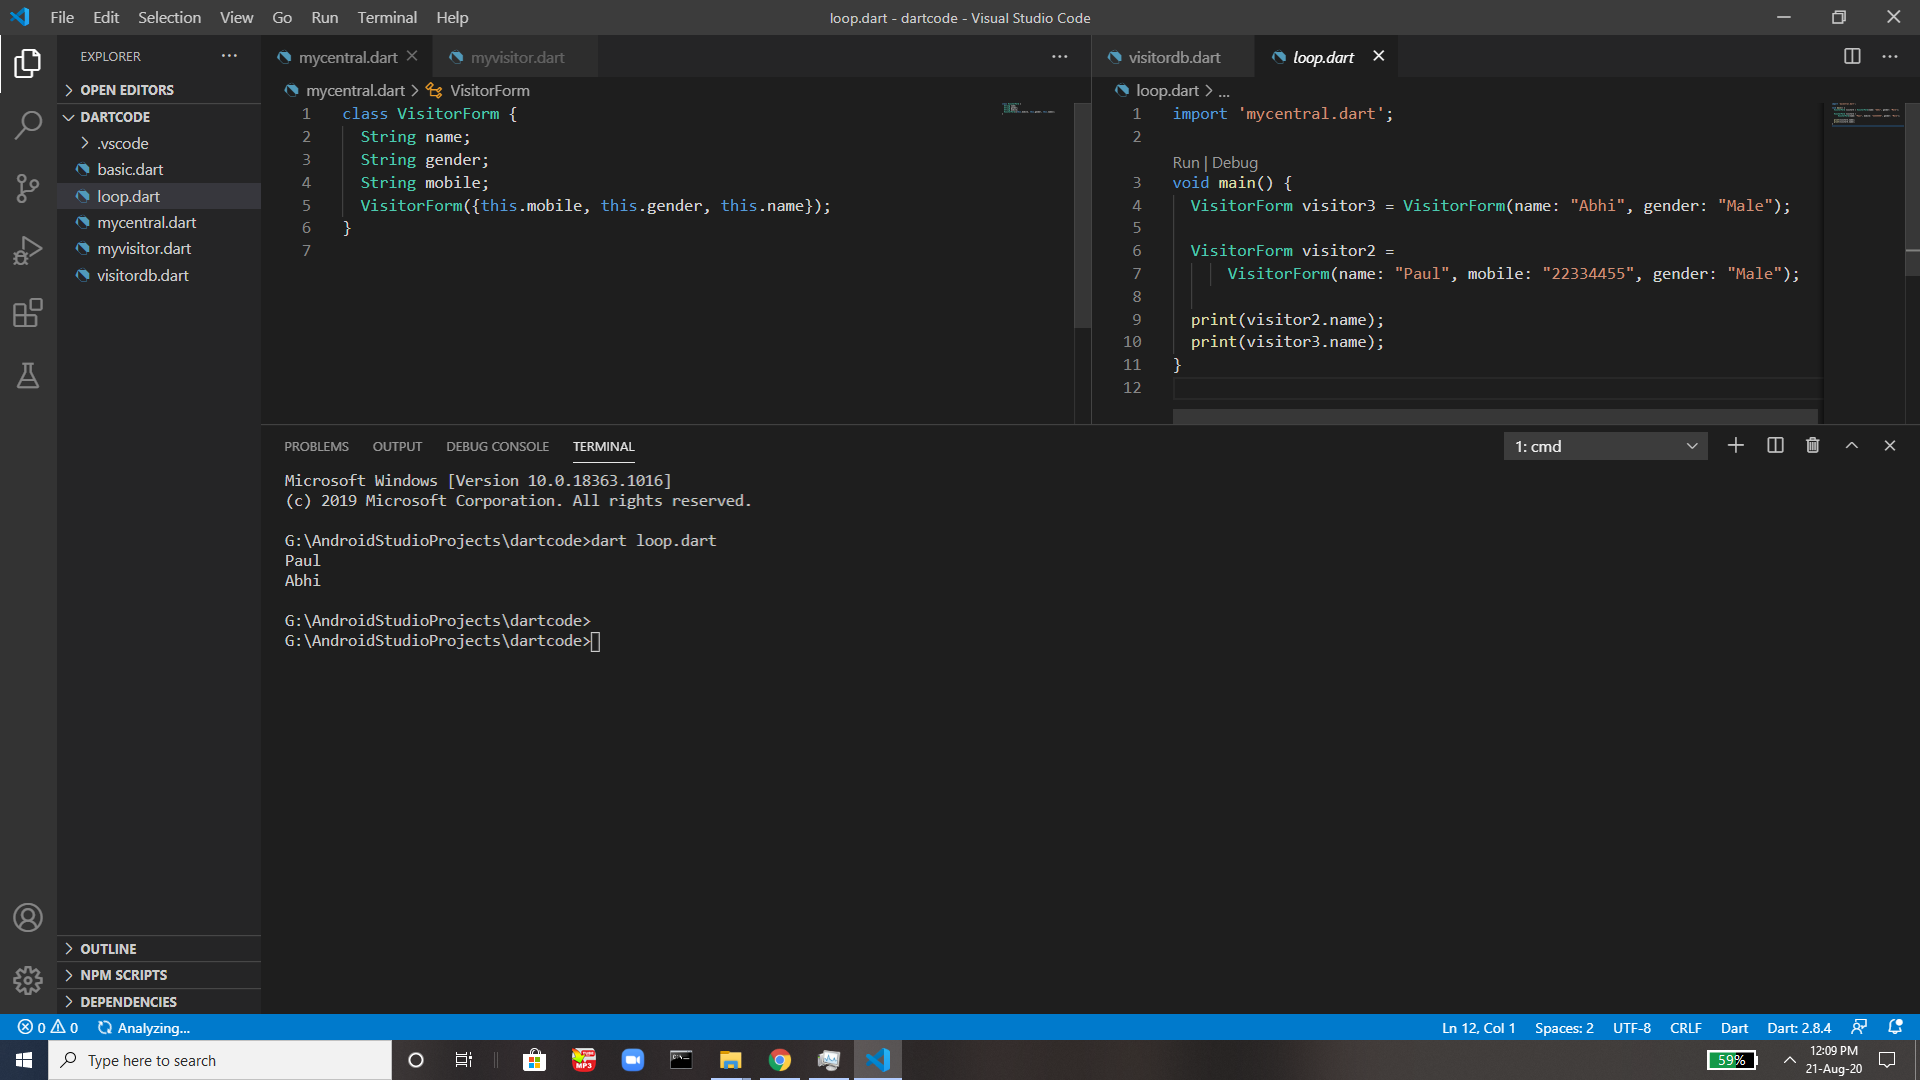 File Edit Selection View Go Run Terminal Help
loop.dart - dartcode - Visual Studio Code
EXPLORER
OPEN EDITORS
DARTCODE
.vscode
basic.dart
loop.dart
mycentral.dart
myvisitor.dart
visitordb.dart
OUTLINE
NPM SCRIPTS
DEPENDENCIES
mycentral.dart myvisitor.dart
mycentral.dart > VisitorForm
1 class VisitorForm {
2 String name;
3 String gender;
4 String mobile;
5 VisitorForm({this.mobile, this.gender, this.name});
6 }
7
visitordb.dart loop.dart
loop.dart > ...
1 import 'mycentral.dart';
2
Run | Debug
3 void main() {
4 VisitorForm visitor3 = VisitorForm(name: "Abhi", gender: "Male");
5
6 VisitorForm visitor2 =
7 VisitorForm(name: "Paul", mobile: "22334455", gender: "Male");
8
9 print(visitor2.name);
10 print(visitor3.name);
11 }
12
PROBLEMS OUTPUT DEBUG CONSOLE TERMINAL
1: cmd
Microsoft Windows [Version 10.0.18363.1016]
(c) 2019 Microsoft Corporation. All rights reserved.
G:\AndroidStudioProjects\dartcode>dart loop.dart
Paul
Abhi
G:\AndroidStudioProjects\dartcode>
G:\AndroidStudioProjects\dartcode>
0 0 Analyzing...
Ln 12, Col 1 Spaces: 2 UTF-8 CRLF Dart Dart: 2.8.4
Type here to search
MP3
59%
12:09 PM
21-Aug-20